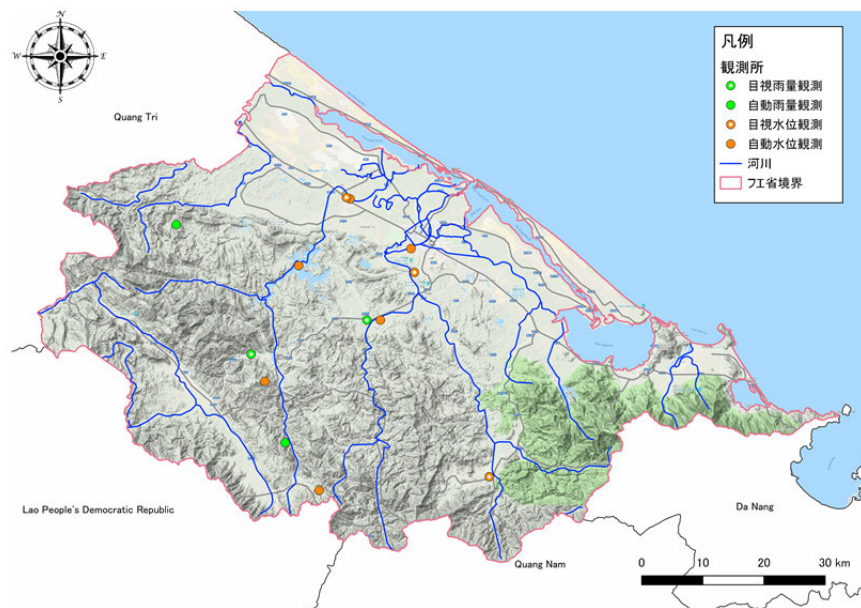 N
W
E
S
Quang Tri
凡例
観測所
目視雨量観測
自動雨量観測
目視水位観測
自動水位観測
河川
フエ省境界
Lao People's Democratic Republic
Da Nang
Quang Nam
0 10 20 30 km